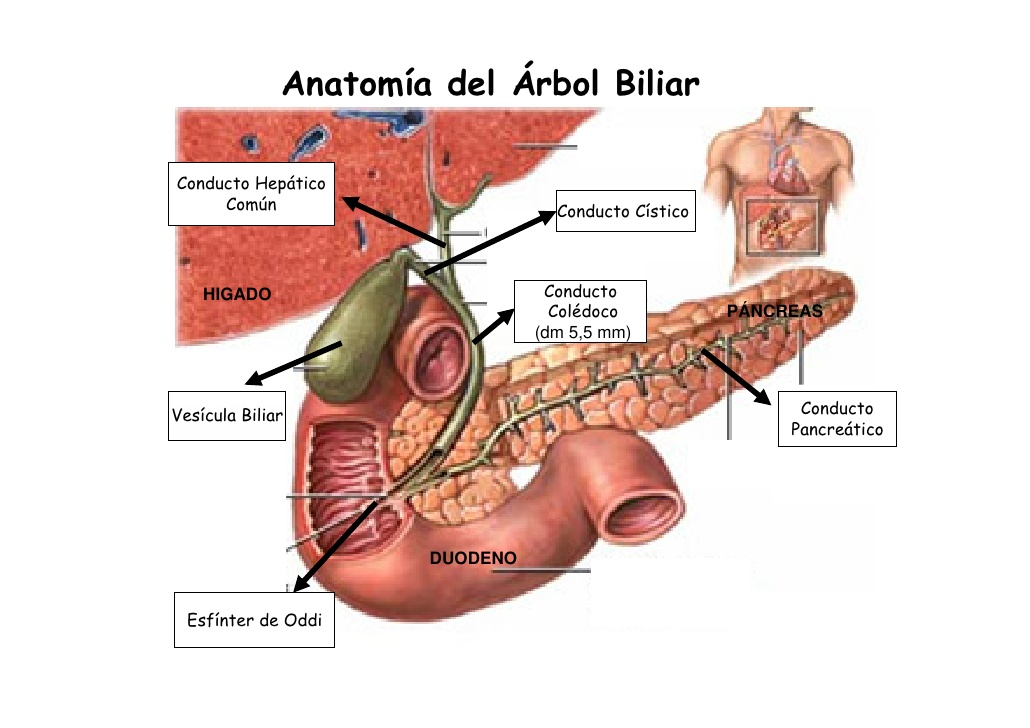 Anatomía del Árbol Biliar
Conducto Hepático
Común
Conducto Cístico
HIGADO
Conducto
Colédoco
(dm 5,5 mm)
PÁNCREAS
Vesícula Biliar
Conducto
Pancreático
DUODENO
Esfínter de Oddi